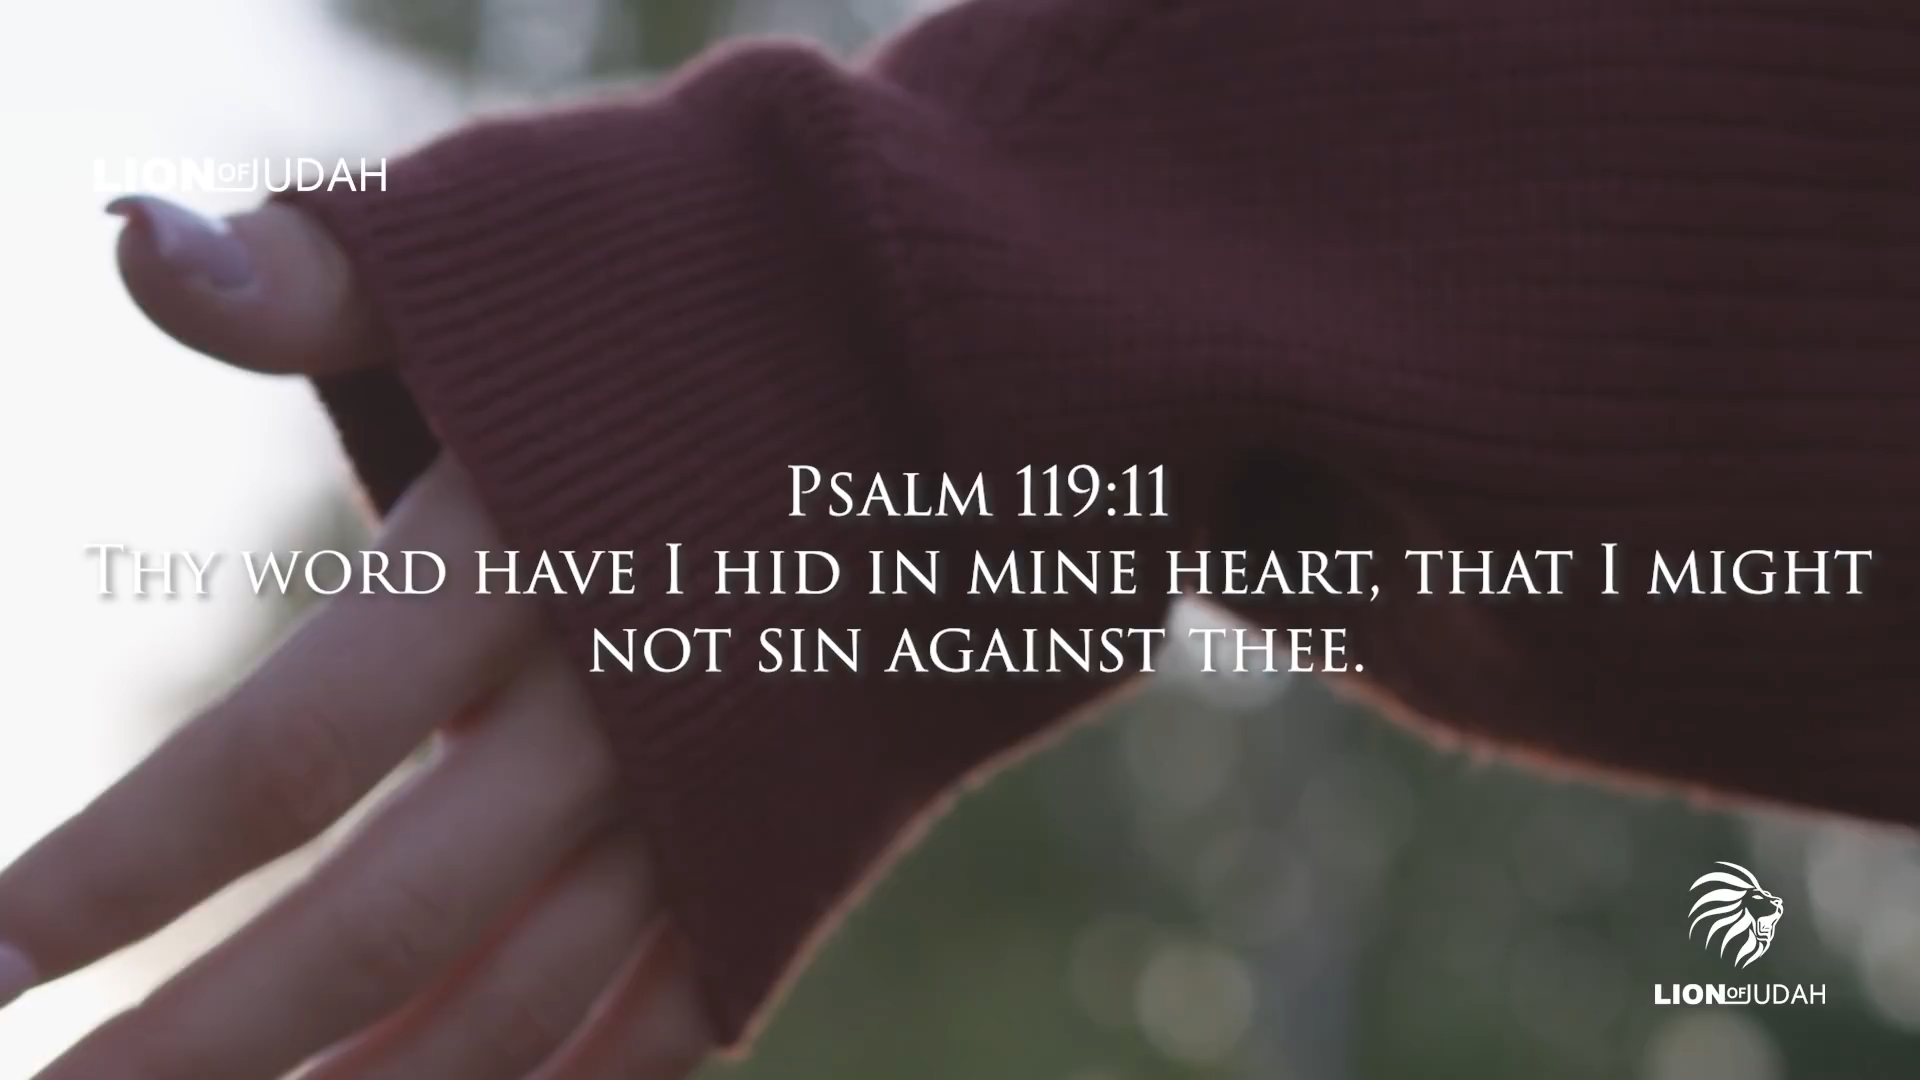 LION OF JUDAH
Psalm 119:11
Thy word have I hid in mine heart, that I might
not sin against thee.
LION OF JUDAH